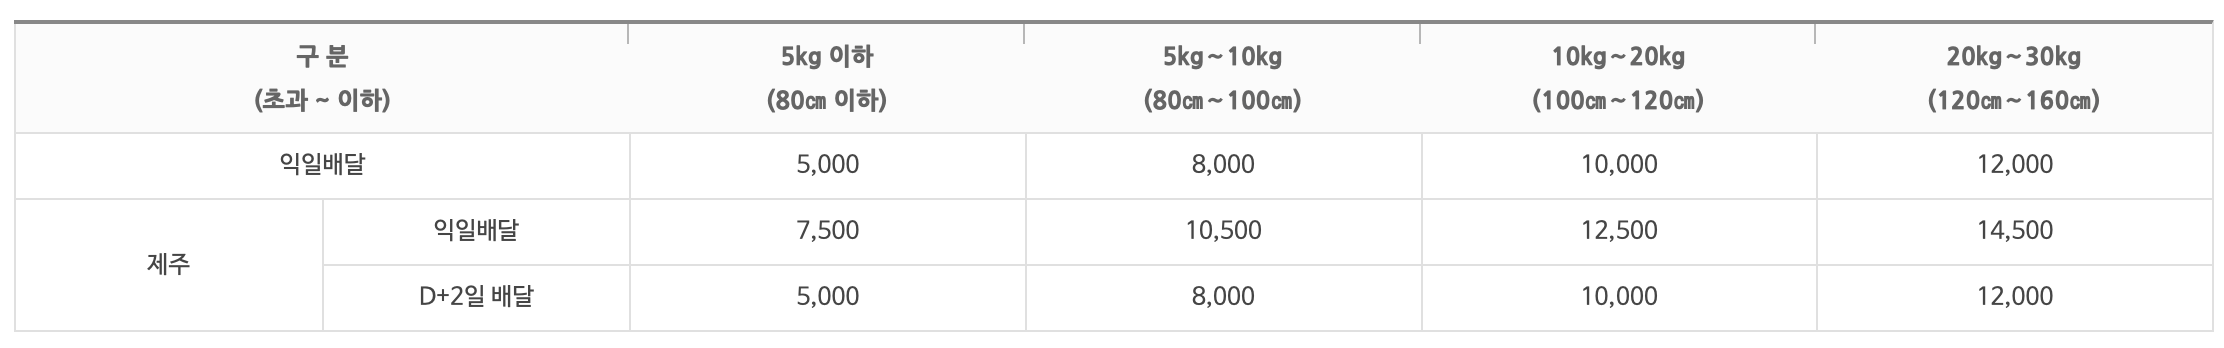 구 분
(초과 ~ 이하)
5kg 이하
(80㎝ 이하)
5kg~10kg
(80㎝~100㎝)
10kg~20kg
(100㎝~120㎝)
20kg~30kg
(120㎝~160㎝)
익일배달 5,000 8,000 10,000 12,000
제주
익일배달 7,500 10,500 12,500 14,500
D+2일 배달 5,000 8,000 10,000 12,000